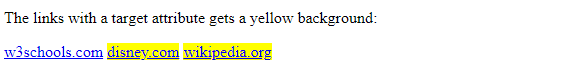 The links with a target attribute gets a yellow background:
w3schools.com disney.com wikipedia.org